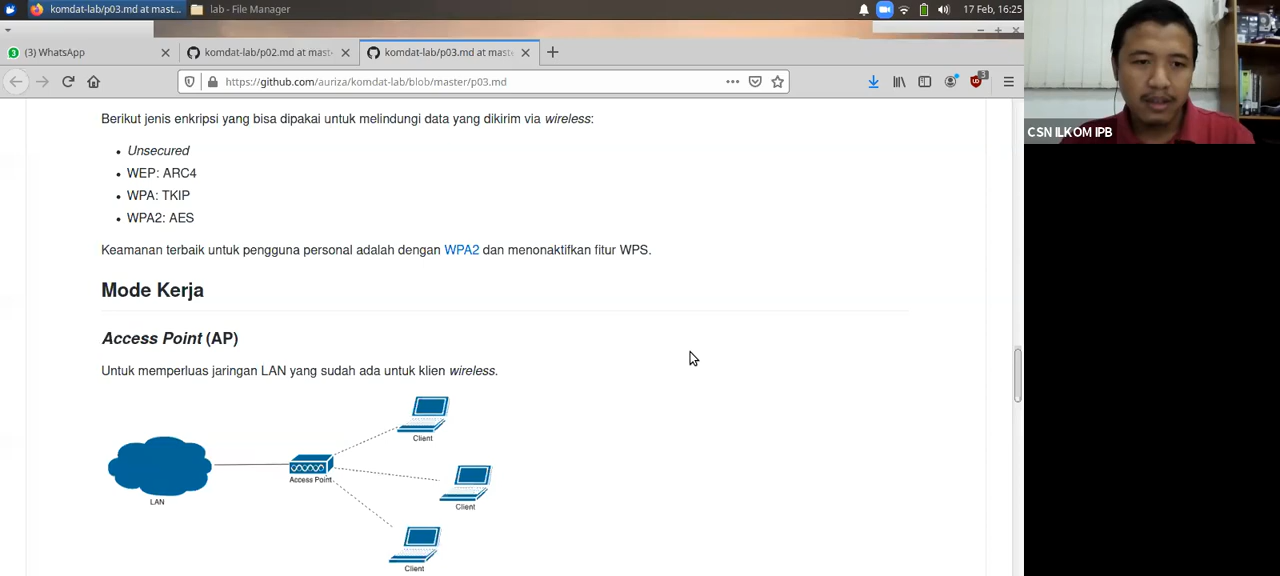 komdat-lab/p03.md at mast...
lab - File Manager
17 Feb, 16:25
(3) WhatsApp
komdat-lab/p02.md at mast
komdat-lab/p03.md at mast
https://github.com/auriza/komdat-lab/blob/master/p03.md
3
Berikut jenis enkripsi yang bisa dipakai untuk melindungi data yang dikirim via wireless:
• Unsecured
• WEP: ARC4
• WPA: TKIP
• WPA2: AES
Keamanan terbaik untuk pengguna personal adalah dengan WPA2 dan menonaktifkan fitur WPS.
Mode Kerja
Access Point (AP)
Untuk memperluas jaringan LAN yang sudah ada untuk klien wireless.
Client
Access Point
LAN
Client
Client
CSN ILKOM IPB